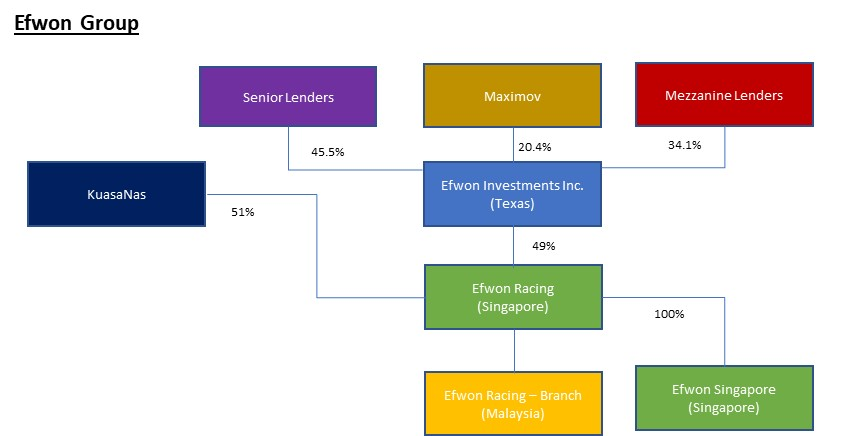 Efwon Group
Senior Lenders
Maximov
Mezzanine Lenders
45.5%
20.4%
34.1%
KuasaNas
Efwon Investments Inc.
(Texas)
51%
49%
Efwon Racing
(Singapore)
100%
Efwon Racing – Branch
(Malaysia)
Efwon Singapore
(Singapore)